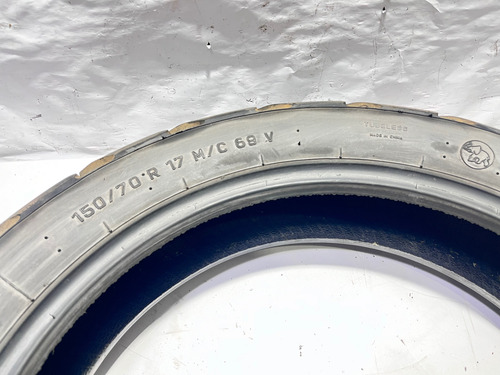 150/70 R 17 M/C 69 V
TUBELESS
MADE IN CHINA